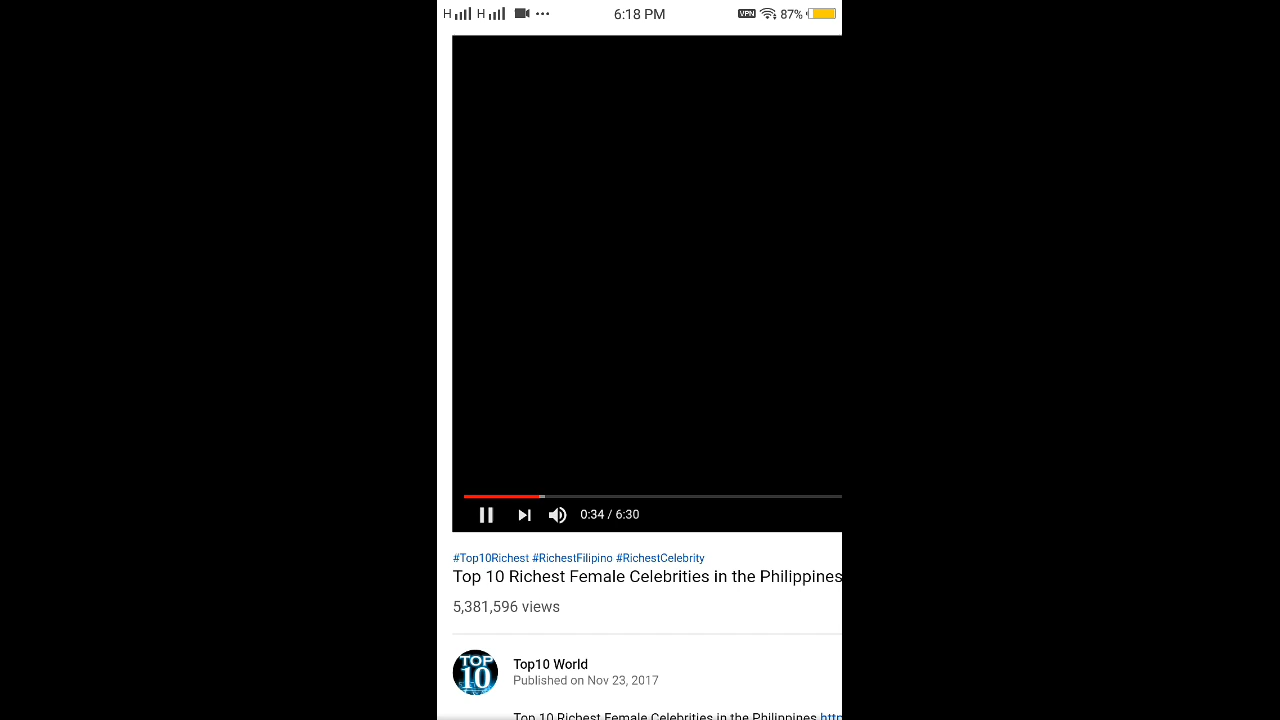 H H ••• 6:18 PM VPN 87%
0:34 / 6:30
#Top10Richest #RichestFilipino #RichestCelebrity
Top 10 Richest Female Celebrities in the Philippines
5,381,596 views
TOP
10
Top10 World
Published on Nov 23, 2017
Top 10 Richest Female Celebrities in the Philippines http